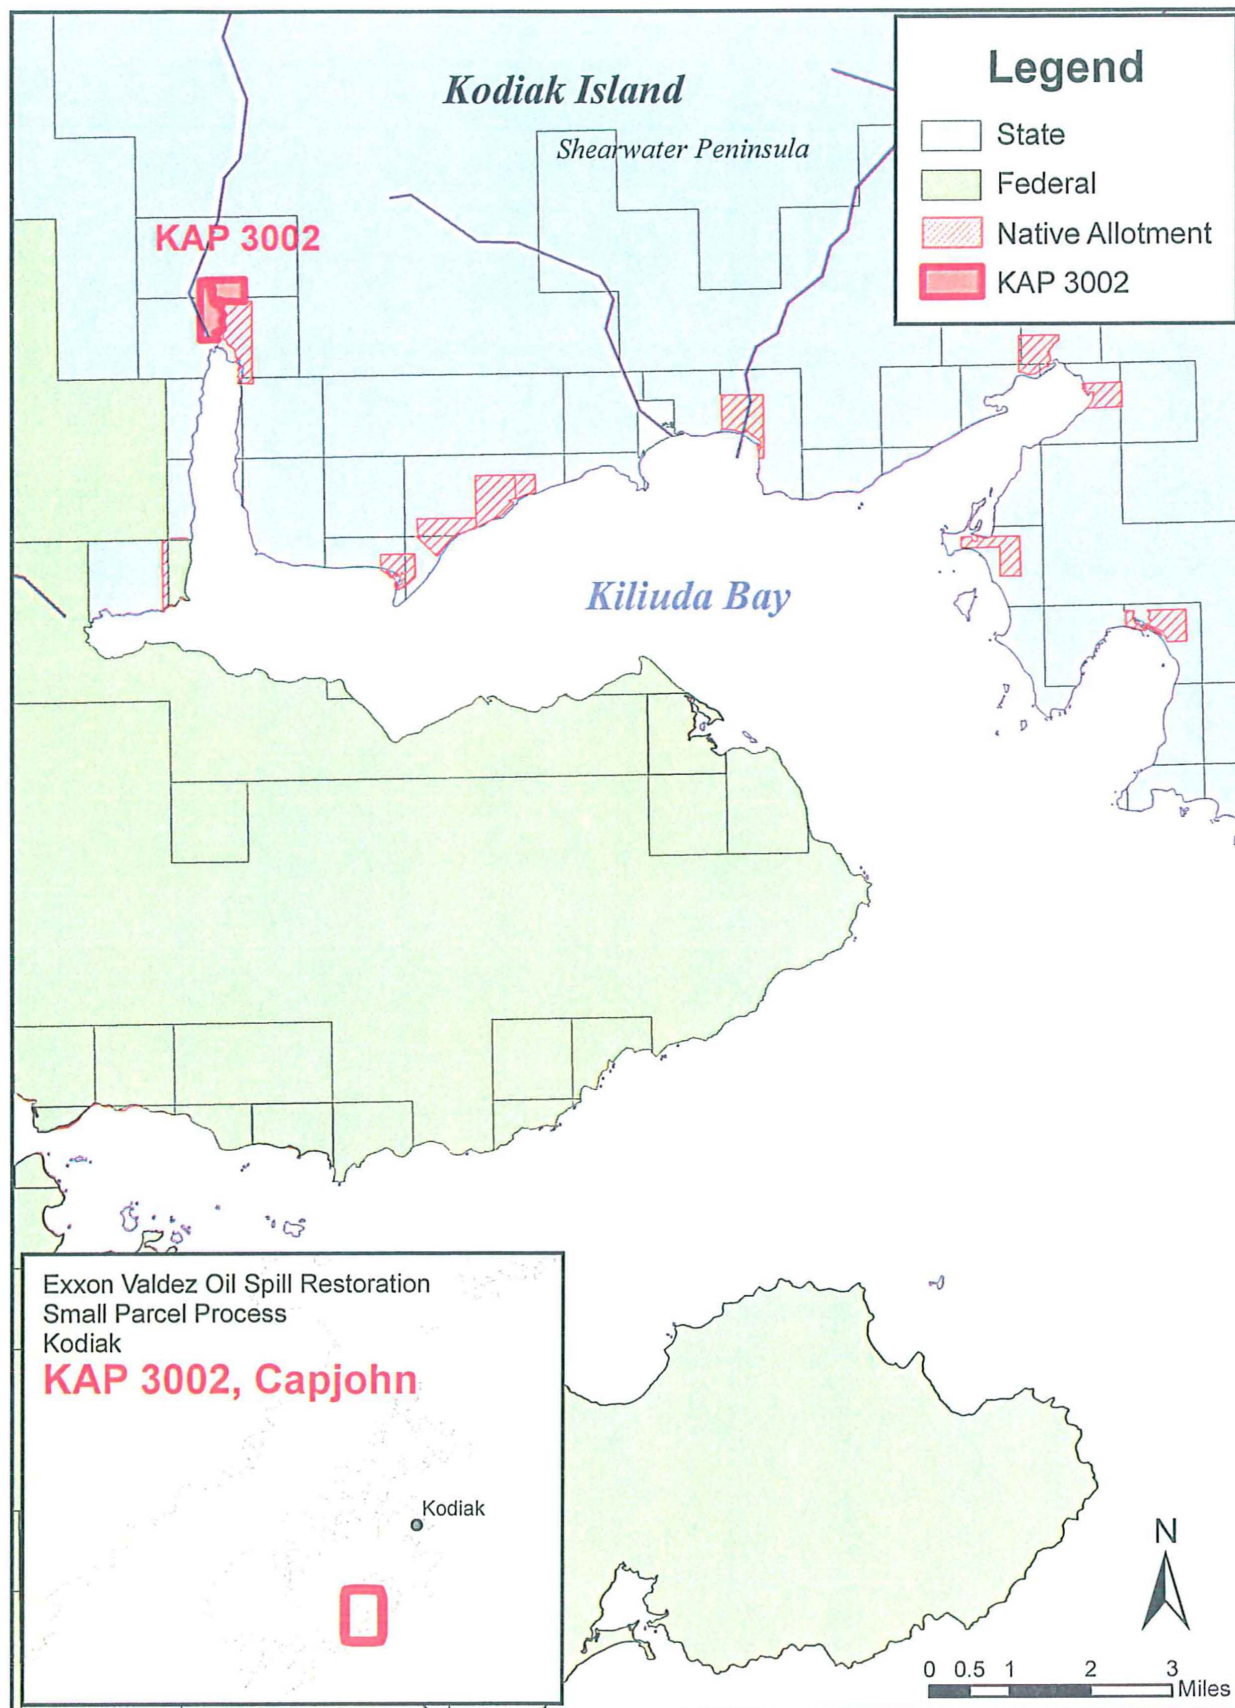 Kodiak Island
Shearwater Peninsula
Legend
State
Federal
Native Allotment
KAP 3002
KAP 3002
Kiliuda Bay
Exxon Valdez Oil Spill Restoration
Small Parcel Process
Kodiak
KAP 3002, Capjohn
Kodiak
N
0 0.5 1 2 3
Miles